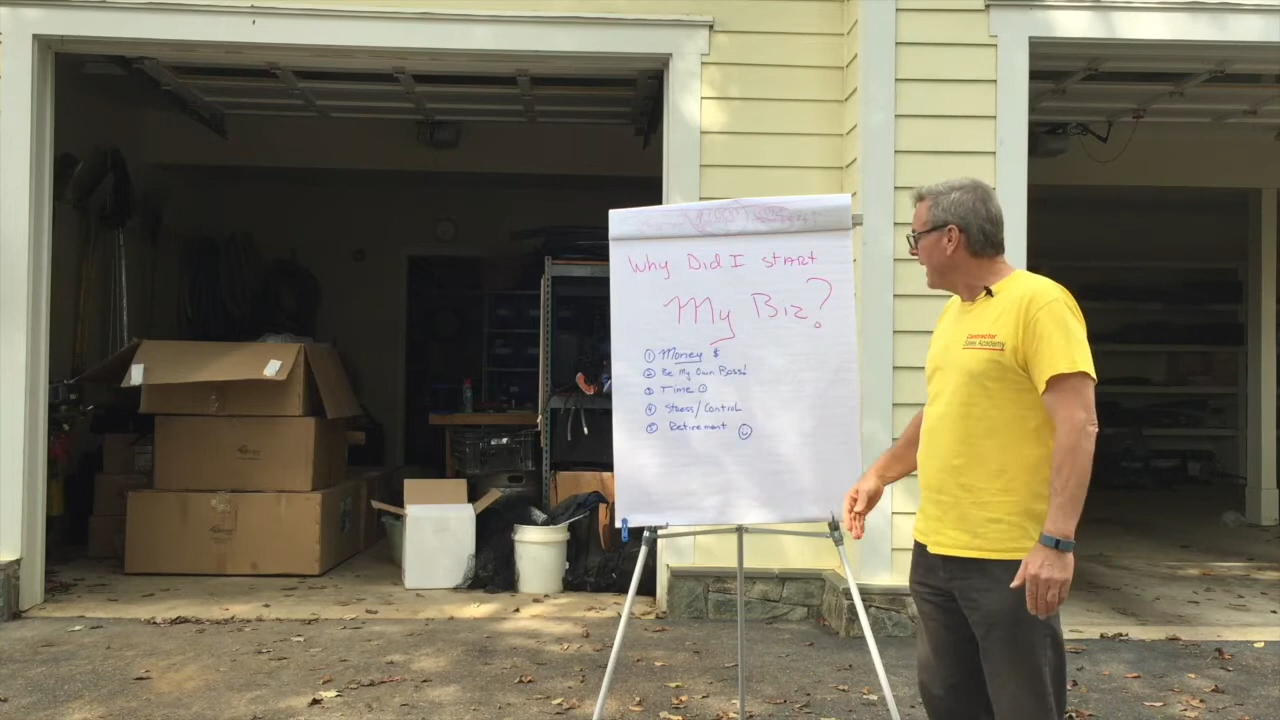 Why Did I START
My Biz?
① Money $
② Be My Own Boss!
③ Time
④ Stress/Control
⑤ Retirement ☺
Contractor
Sales Academy